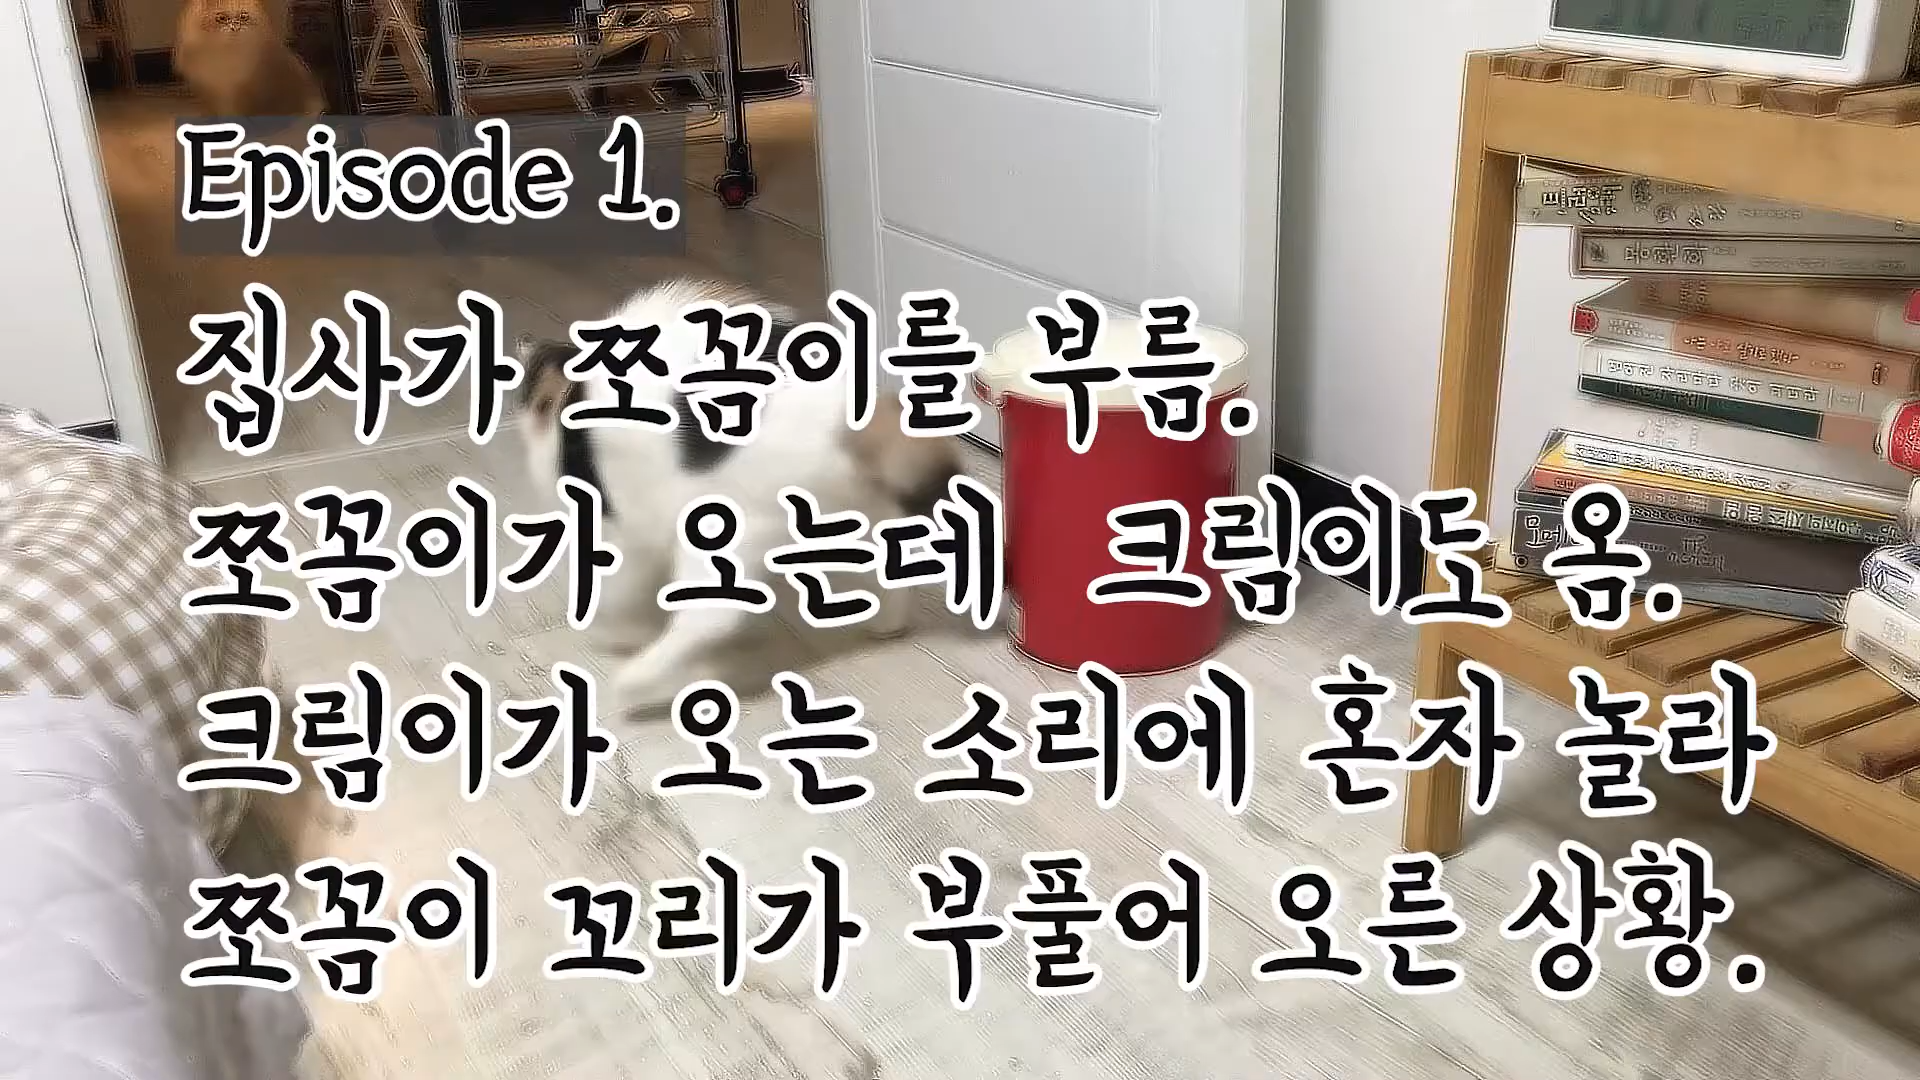 Episode 1.
집사가 쪼꼼이를 부름.
쪼꼼이가 오는데 크림이도 옴.
크림이가 오는 소리에 혼자 놀라
쪼꼼이 꼬리가 부풀어 오른 상황.